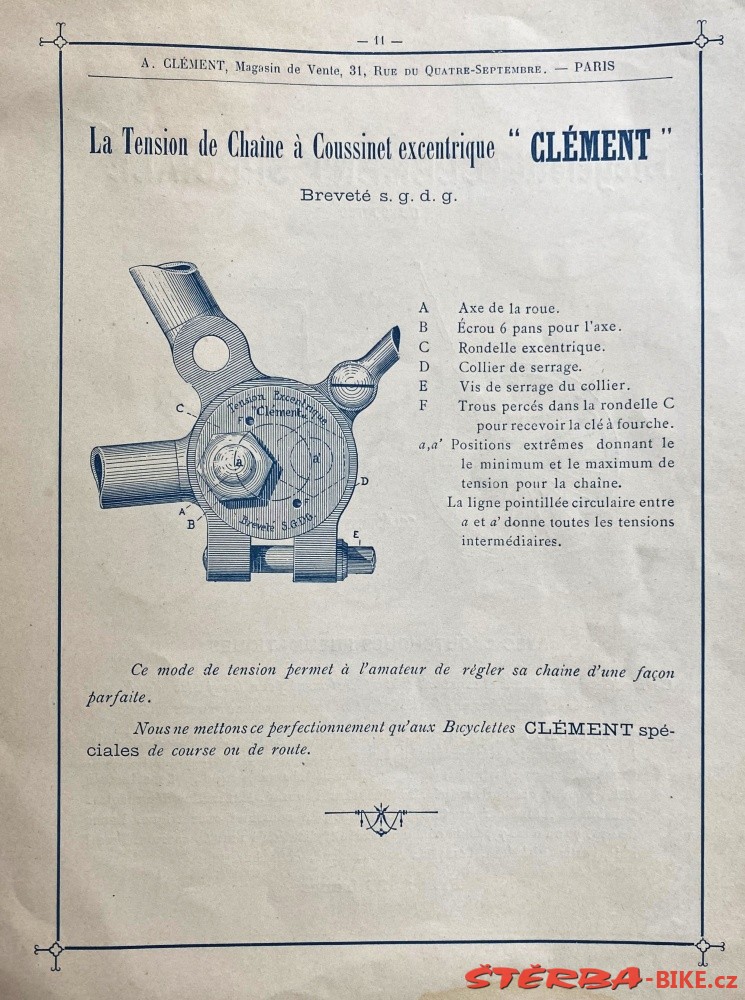 — 11 —
A. CLÉMENT, Magasin de Vente, 31, RUE DU QUATRE-SEPTEMBRE. — PARIS
La Tension de Chaîne à Coussinet excentrique “ CLÉMENT ”
Breveté s. g. d. g.
A Axe de la roue.
B Écrou 6 pans pour l'axe.
C Rondelle excentrique.
D Collier de serrage.
E Vis de serrage du collier.
F Trous percés dans la rondelle C
pour recevoir la clé à fourche.
a,a' Positions extrêmes donnant le
le minimum et le maximum de
tension pour la chaîne.
La ligne pointillée circulaire entre
a et a' donne toutes les tensions
intermédiaires.
C
Tension Excentrique
F
"Clément"
a
a'
D
A
B
F
Breveté S.G.D.G.
E
Ce mode de tension permet à l'amateur de régler sa chaine d'une façon
parfaite.
Nous ne mettons ce perfectionnement qu'aux Bicyclettes CLÉMENT spé-
ciales de course ou de route.
ŠTĚRBA-BIKE.cz